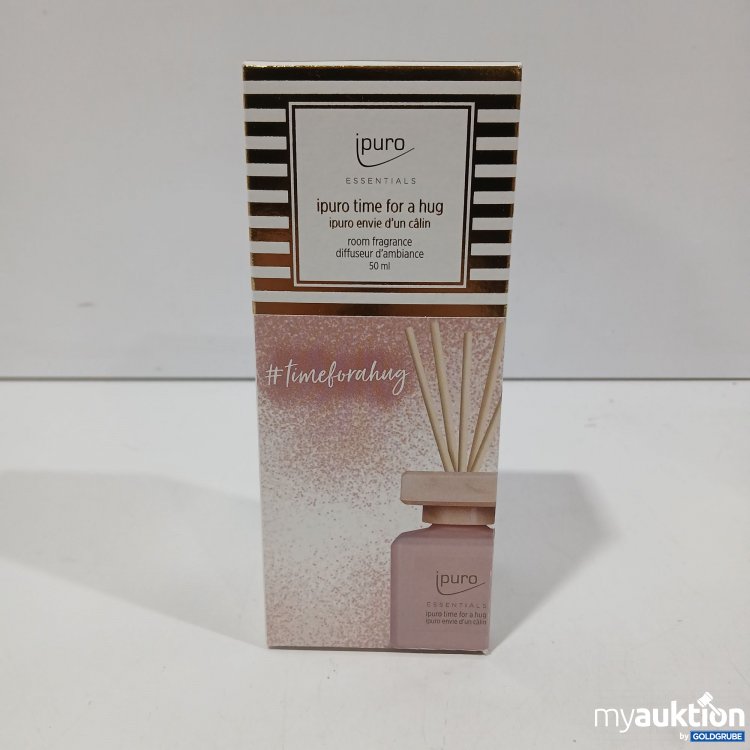 ipuro
ESSENTIALS
ipuro time for a hug
ipuro envie d'un câlin
room fragrance
diffuseur d'ambiance
50 ml
#timeforahug
ipuro
ESSENTIALS
ipuro time for a hug
ipuro envie d'un câlin
myauktion
by GOLDGRUBE